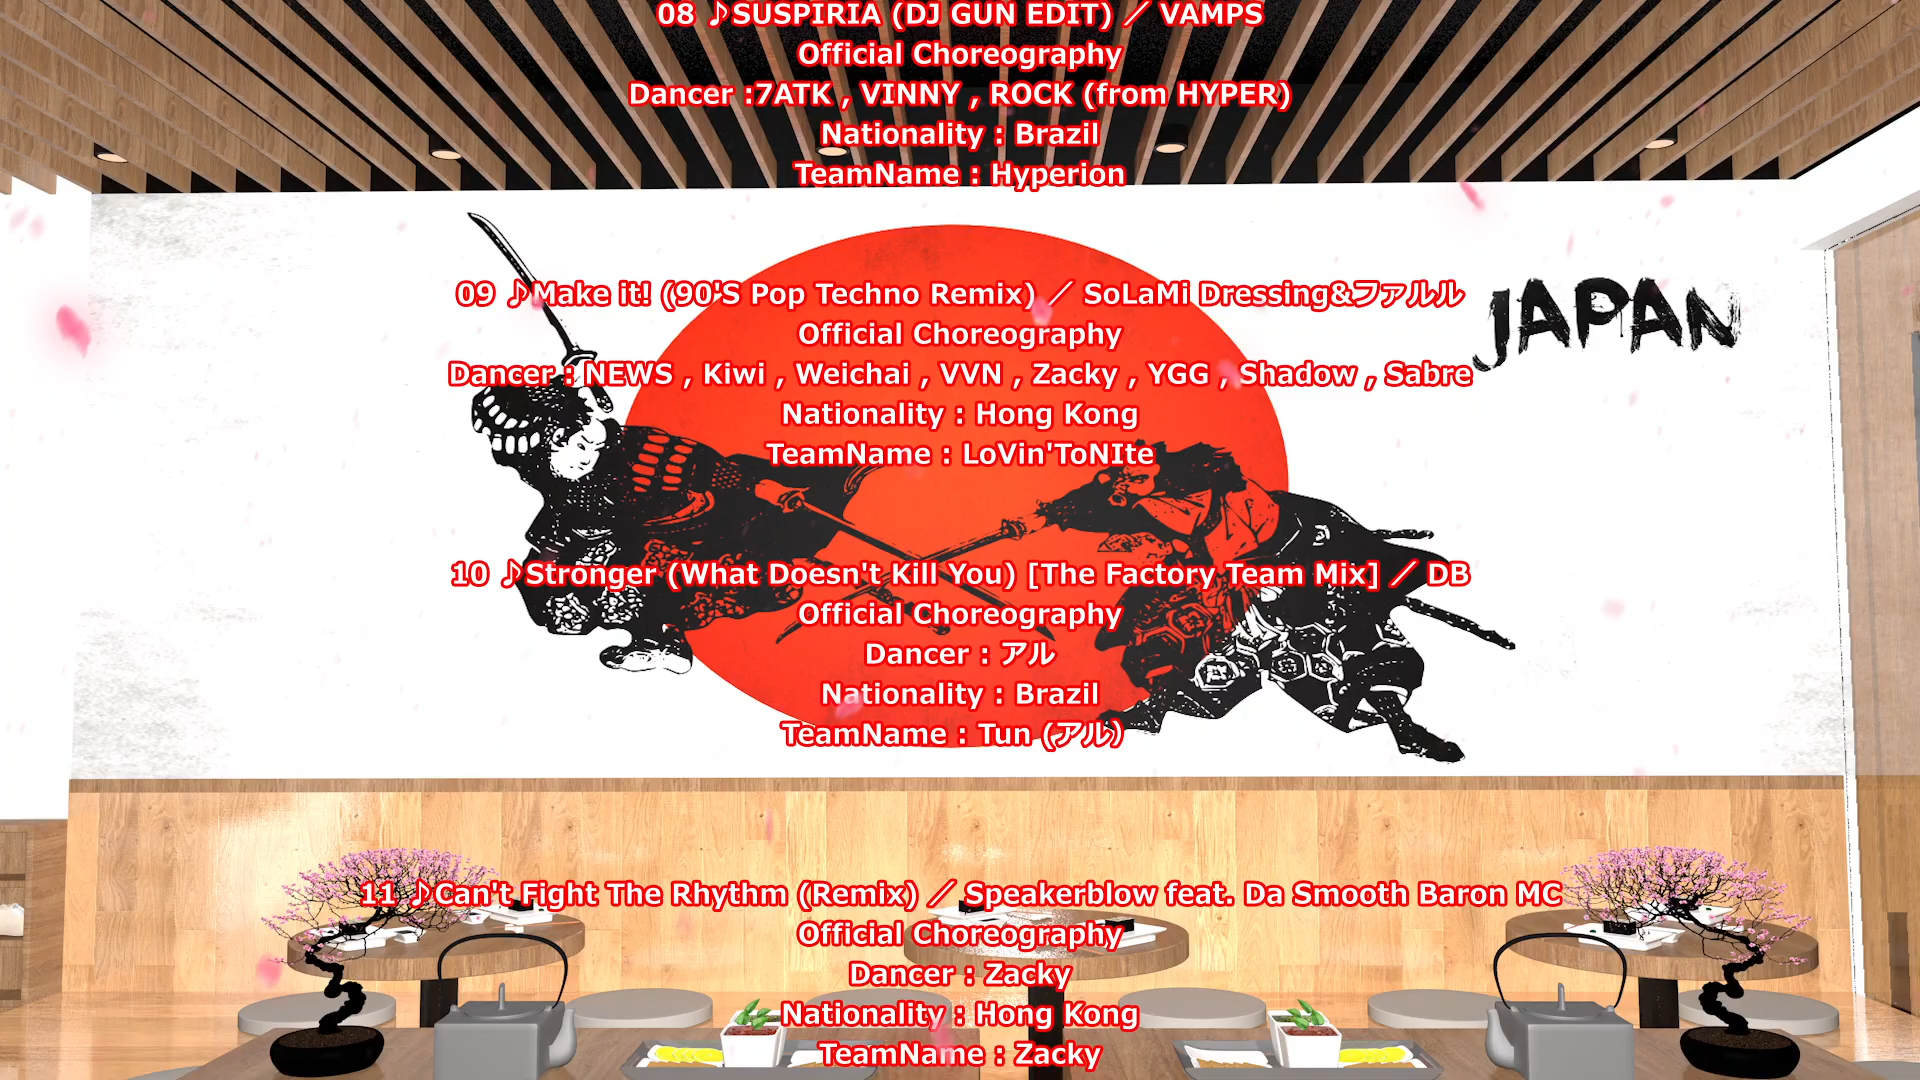 08 ♪SUSPIRIA (DJ GUN EDIT) ／ VAMPS
Official Choreography
Dancer :7ATK , VINNY , ROCK (from HYPER)
Nationality : Brazil
TeamName : Hyperion
09 ♪Make it! (90'S Pop Techno Remix) ／ SoLaMi Dressing&ファルル
JAPAN
Official Choreography
Dancer : NEWS , Kiwi , Weichai , VVN , Zacky , YGG , Shadow , Sabre
Nationality : Hong Kong
TeamName : LoVin'ToNIte
10 ♪Stronger (What Doesn't Kill You) [The Factory Team Mix] ／ DB
Official Choreography
Dancer : アル
Nationality : Brazil
TeamName : Tun (アル)
11 ♪Can't Fight The Rhythm (Remix) ／ Speakerblow feat. Da Smooth Baron MC
Official Choreography
Dancer : Zacky
Nationality : Hong Kong
TeamName : Zacky